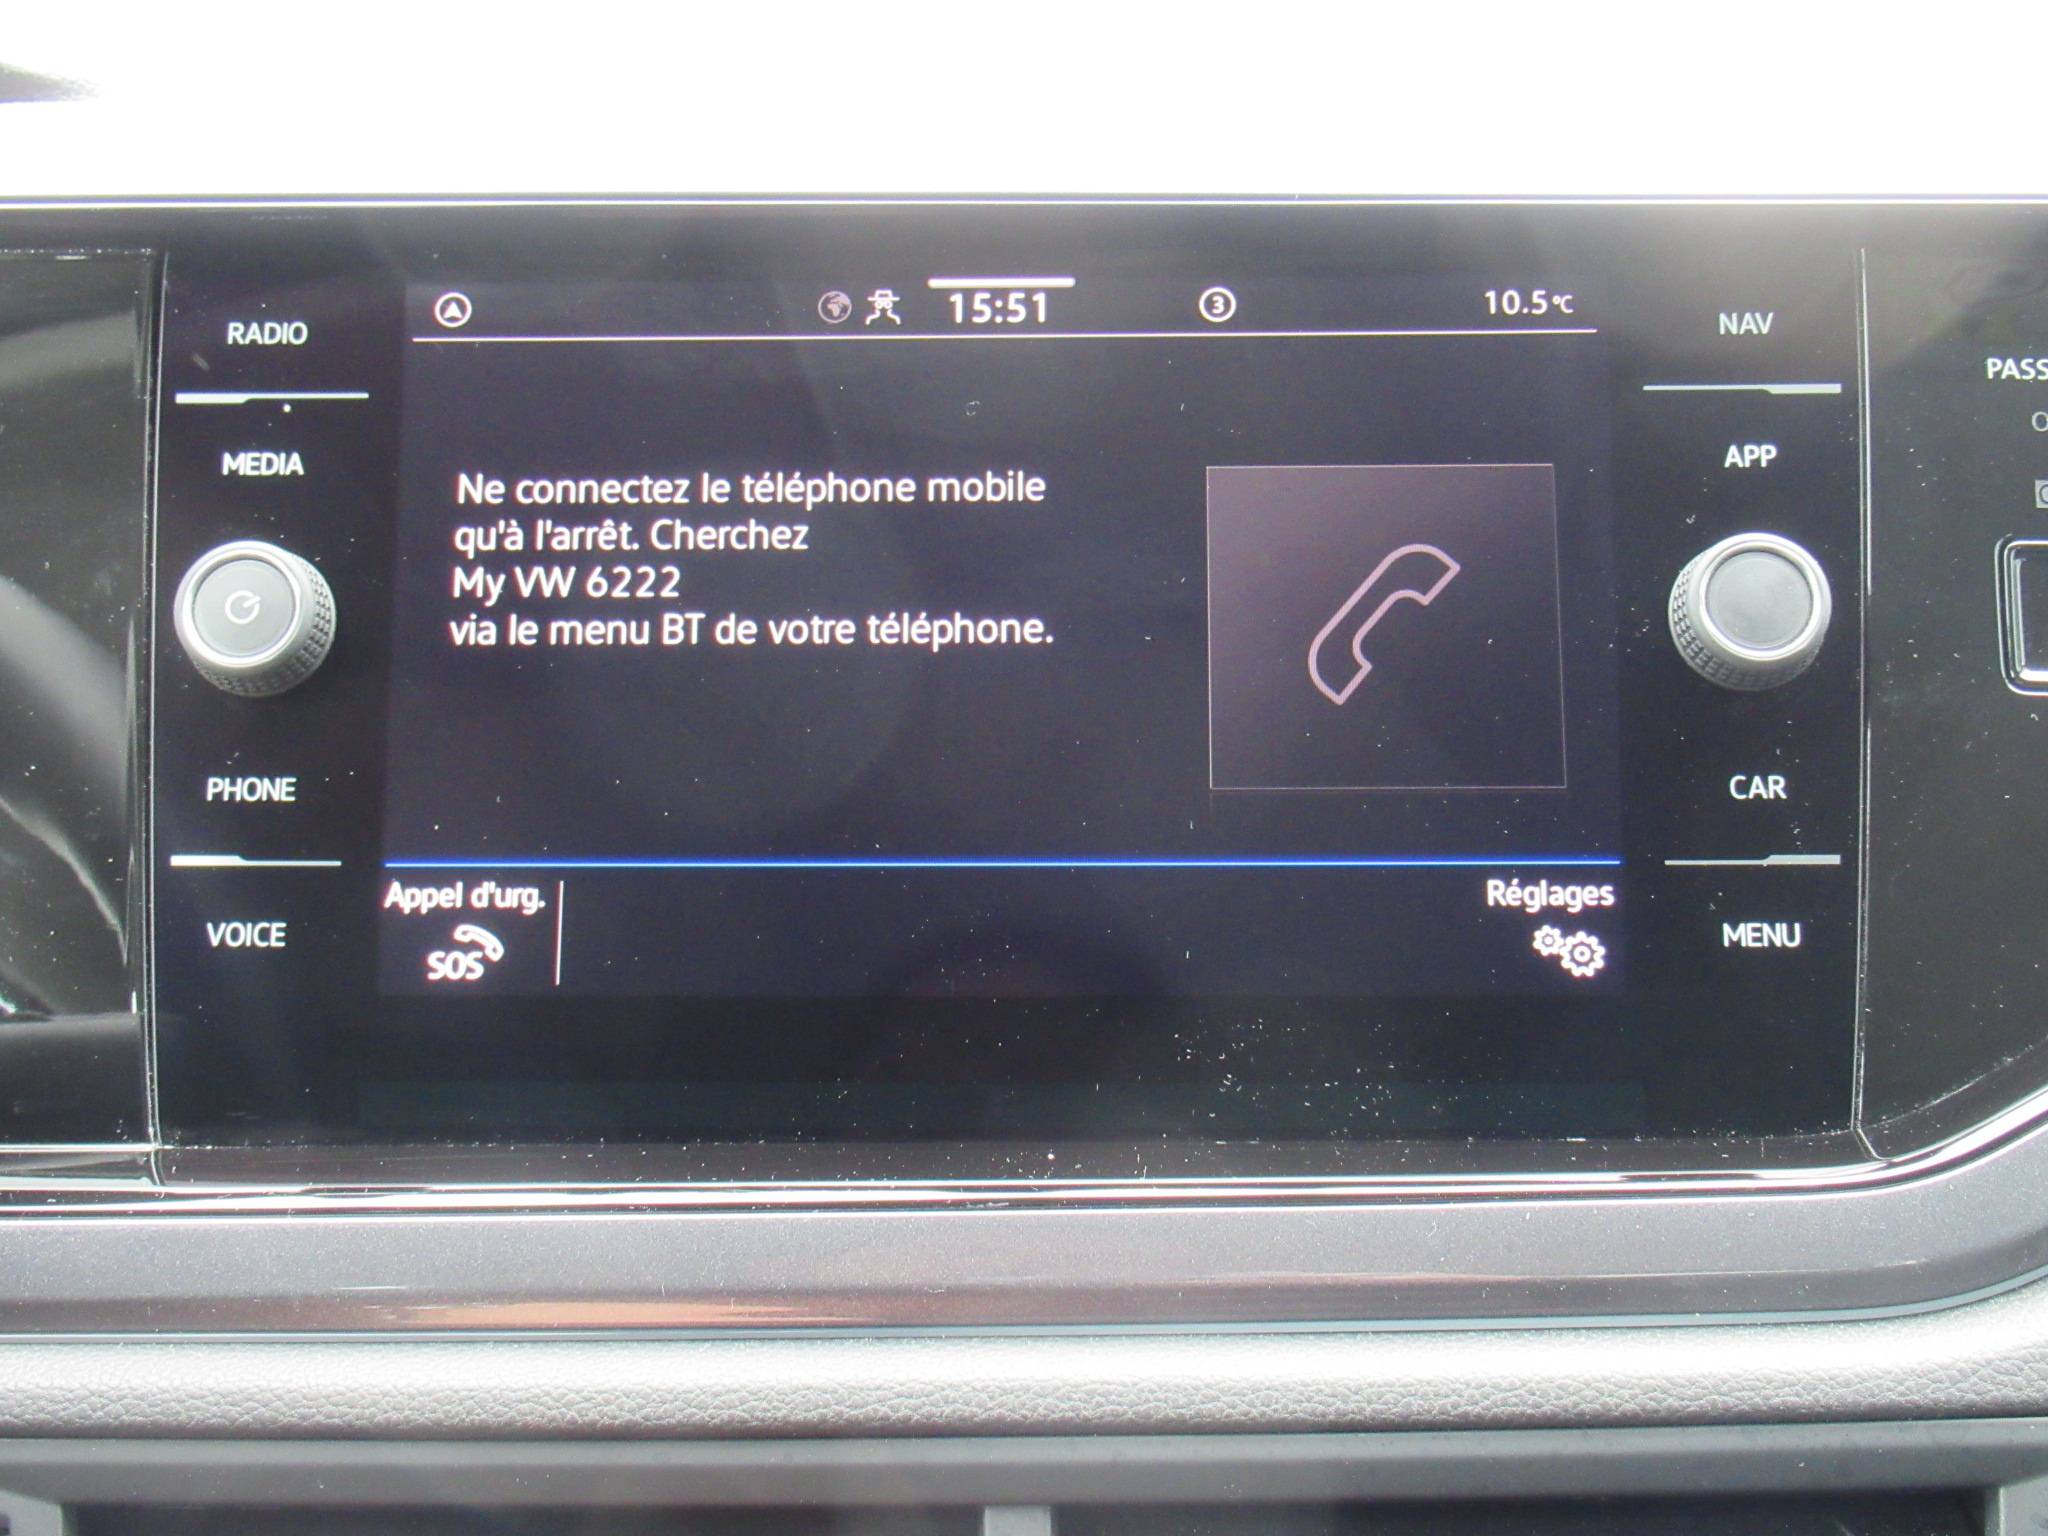 15:51
3
10.5°C
RADIO
MEDIA
PHONE
VOICE
Ne connectez le téléphone mobile
qu'à l'arrêt. Cherchez
My VW 6222
via le menu BT de votre téléphone.
Appel d'urg.
SOS
Réglages
NAV
APP
CAR
MENU
PASS